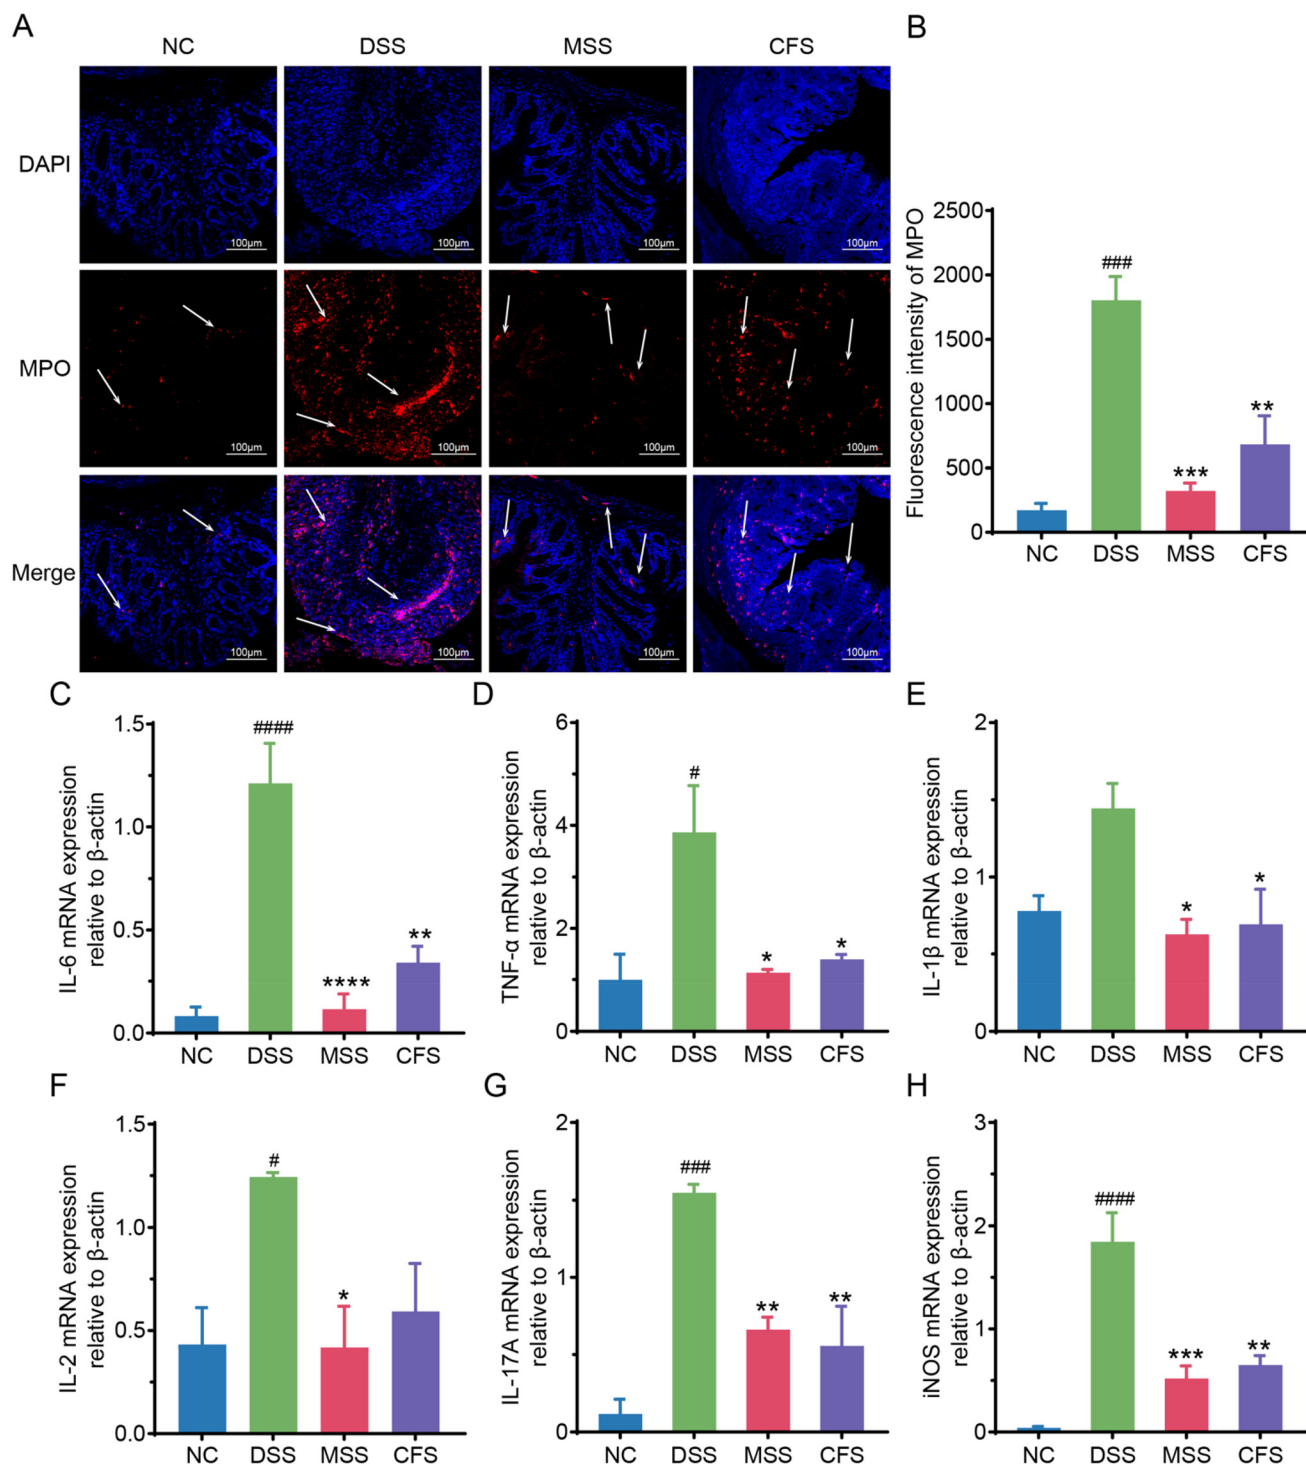 A
NC DSS MSS CFS
DAPI
100μm 100μm 100μm 100μm
MPO
100μm 100μm 100μm 100μm
Merge
100μm 100μm 100μm 100μm
B
Fluorescence intensity of MPO
2500
2000
1500
1000
500
0
###
***
**
NC DSS MSS CFS
C
IL-6 mRNA expression
relative to β-actin
1.5
1.0
0.5
0.0
####
****
**
NC DSS MSS CFS
D
TNF-α mRNA expression
relative to β-actin
6
4
2
0
#
*
*
NC DSS MSS CFS
E
IL-1β mRNA expression
relative to β-actin
2
1
0
*
*
NC DSS MSS CFS
F
IL-2 mRNA expression
relative to β-actin
1.5
1.0
0.5
0.0
#
*
NC DSS MSS CFS
G
IL-17A mRNA expression
relative to β-actin
2
1
0
###
**
**
NC DSS MSS CFS
H
iNOS mRNA expression
relative to β-actin
3
2
1
0
####
***
**
NC DSS MSS CFS